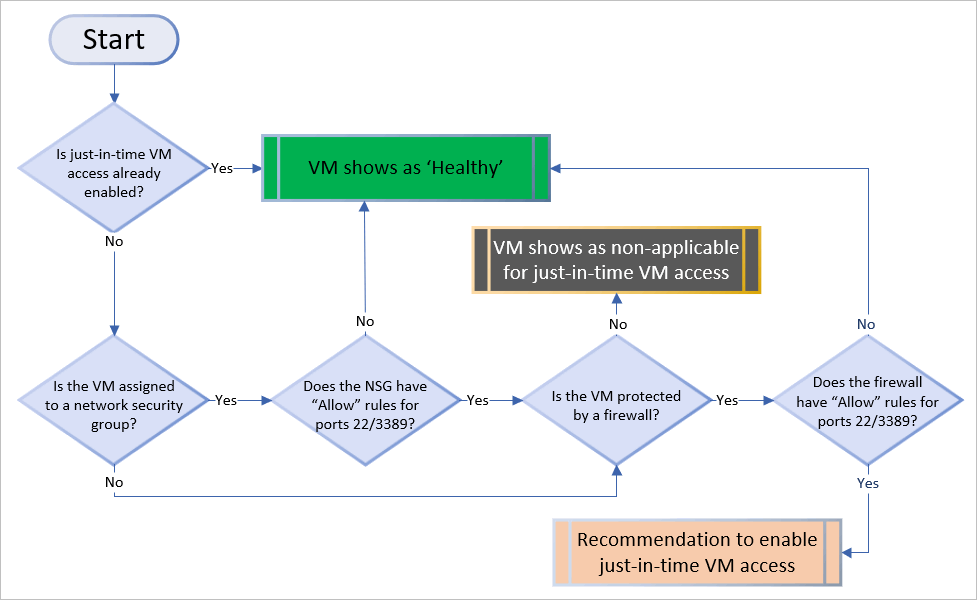 Start
Is just-in-time VM
access already
enabled?
Yes
VM shows as ‘Healthy’
No
VM shows as non-applicable
for just-in-time VM access
No
No
No
Is the VM assigned
to a network security
group?
Yes
Does the NSG have
“Allow” rules for
ports 22/3389?
Yes
Is the VM protected
by a firewall?
Yes
Does the firewall
have “Allow” rules for
ports 22/3389?
No
Yes
Recommendation to enable
just-in-time VM access